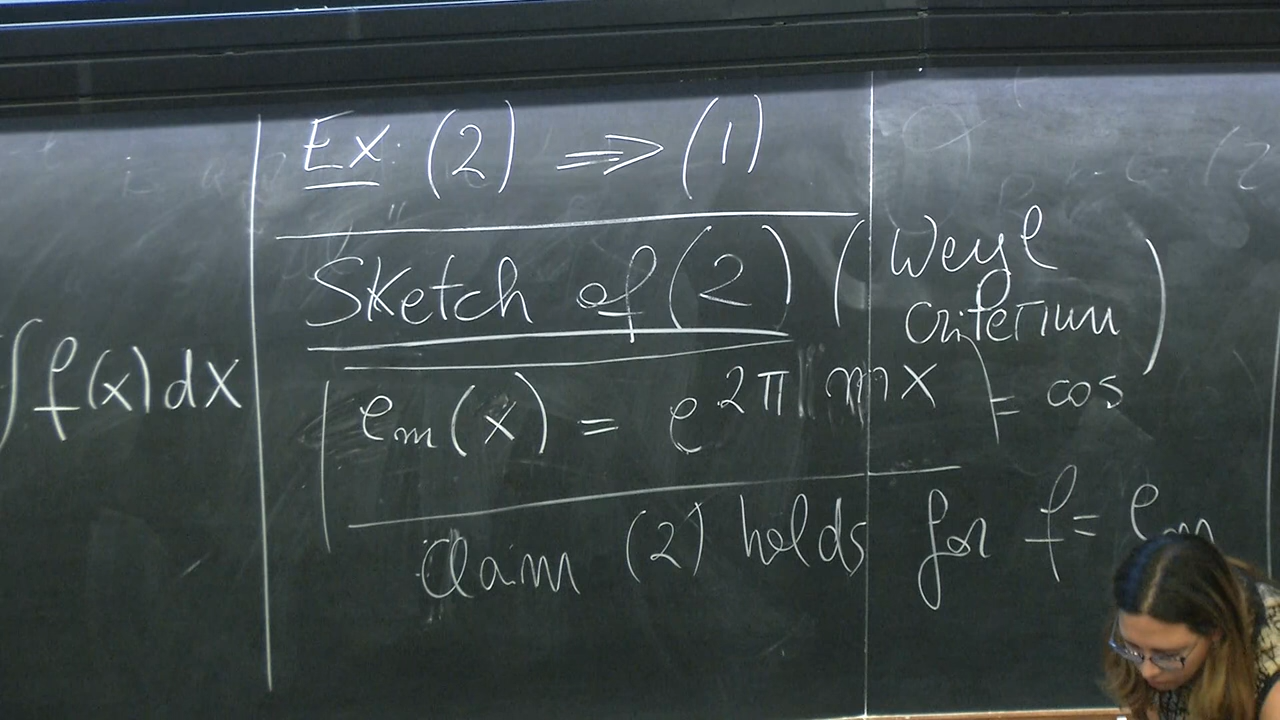 ∫f(x)dx
Ex. (2) ⟹ (1)
Sketch of (2) (Weyl
criterium)
e_m(x) = e^{2πimx} = cos
Claim (2) holds for f = e_m